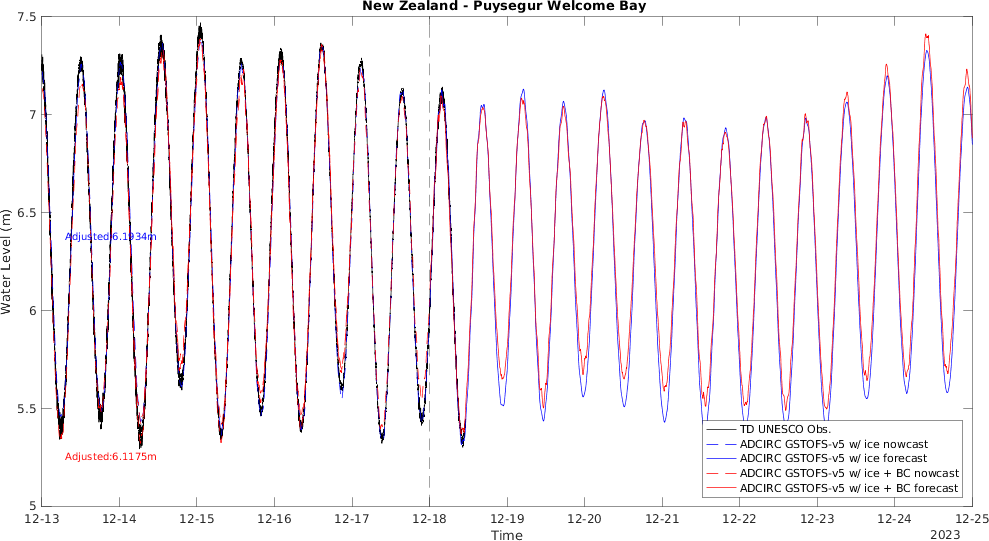 New Zealand - Puysegur Welcome Bay
7.5
7
6.5
6
5.5
5
Water Level (m)
Adjusted:6.1934m
Adjusted:6.1175m
TD UNESCO Obs.
ADCIRC GSTOFS-v5 w/ ice nowcast
ADCIRC GSTOFS-v5 w/ ice forecast
ADCIRC GSTOFS-v5 w/ ice + BC nowcast
ADCIRC GSTOFS-v5 w/ ice + BC forecast
12-13 12-14 12-15 12-16 12-17 12-18 12-19 12-20 12-21 12-22 12-23 12-24 12-25
Time
2023